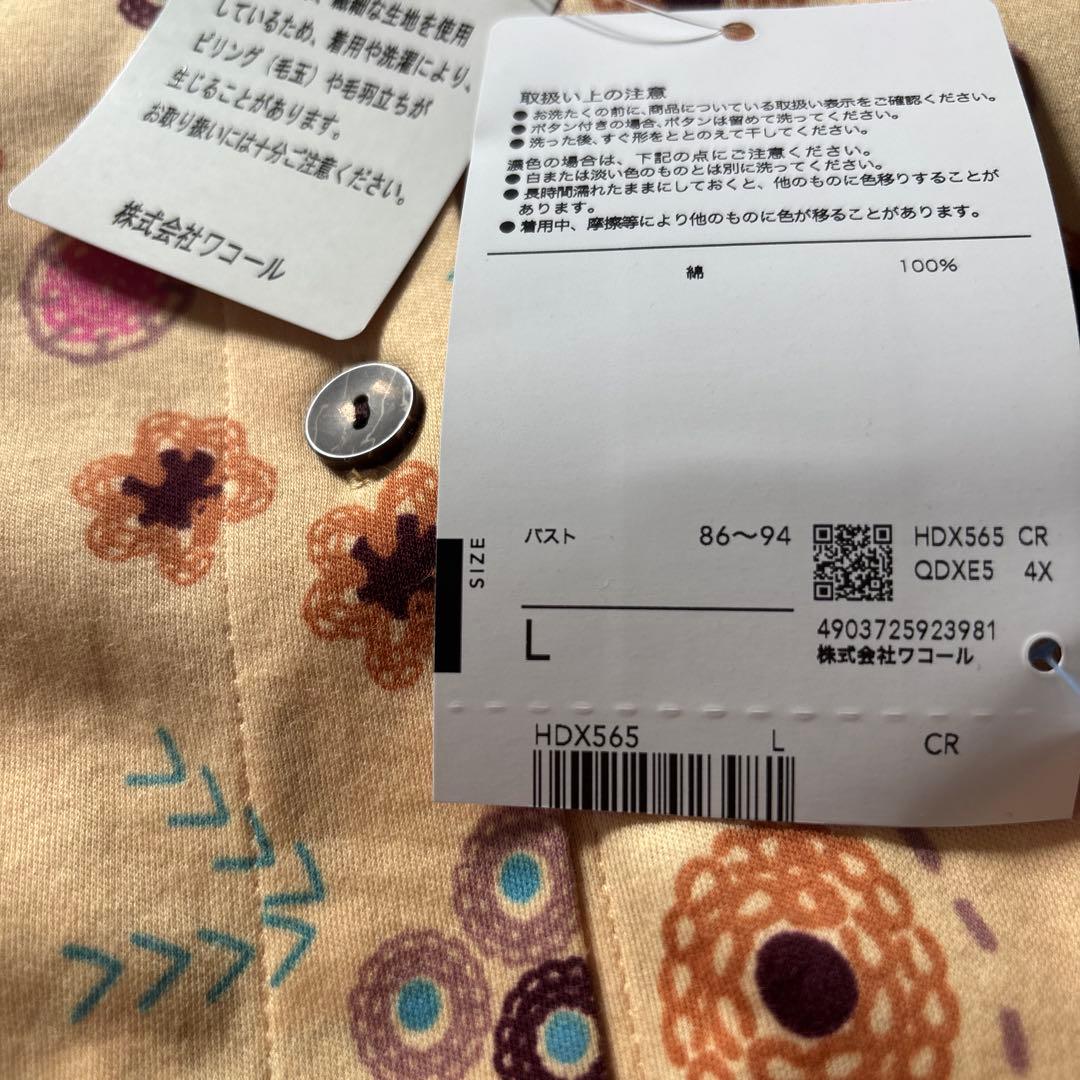 繊細な生地を使用
しているため、着用や洗濯により、
ピリング（毛玉）や毛羽立ちが
生じることがあります。
お取り扱いには十分ご注意ください。
株式会社ワコール
取扱い上の注意
●お洗たくの前に、商品についている取扱い表示をご確認ください。
●ボタン付きの場合、ボタンは留めて洗ってください。
●洗った後、すぐ形をととのえて干してください。
濃色の場合は、下記の点にご注意ください。
●白または淡い色のものとは別に洗ってください。
●長時間濡れたままにしておくと、他のものに色移りすることが
あります。
●着用中、摩擦等により他のものに色が移ることがあります。
綿 100%
SIZE
バスト 86～94
L
HDX565 CR
QDXE5 4X
4903725923981
株式会社ワコール
HDX565 L CR